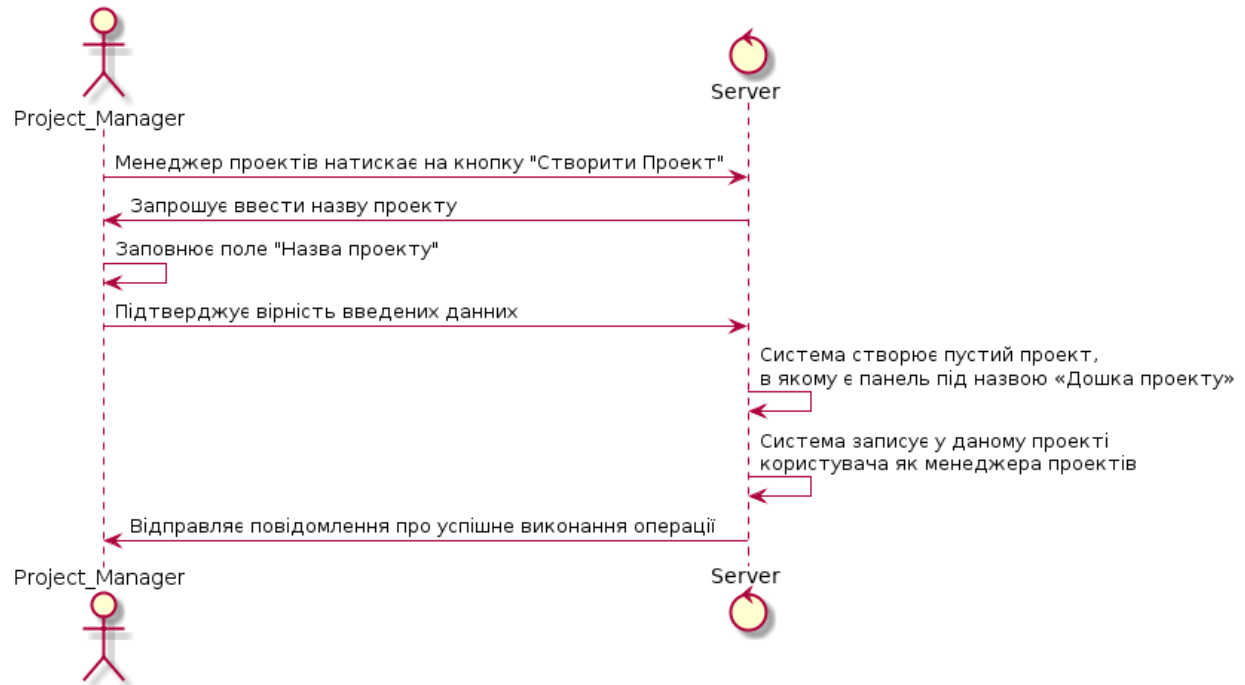 Project_Manager
Server
Менеджер проектів натискає на кнопку "Створити Проект"
Запрошує ввести назву проекту
Заповнює поле "Назва проекту"
Підтверджує вірність введених данних
Система створює пустий проект,
в якому є панель під назвою «Дошка проекту»
Система записує у даному проекті
користувача як менеджера проектів
Відправляє повідомлення про успішне виконання операції
Project_Manager
Server